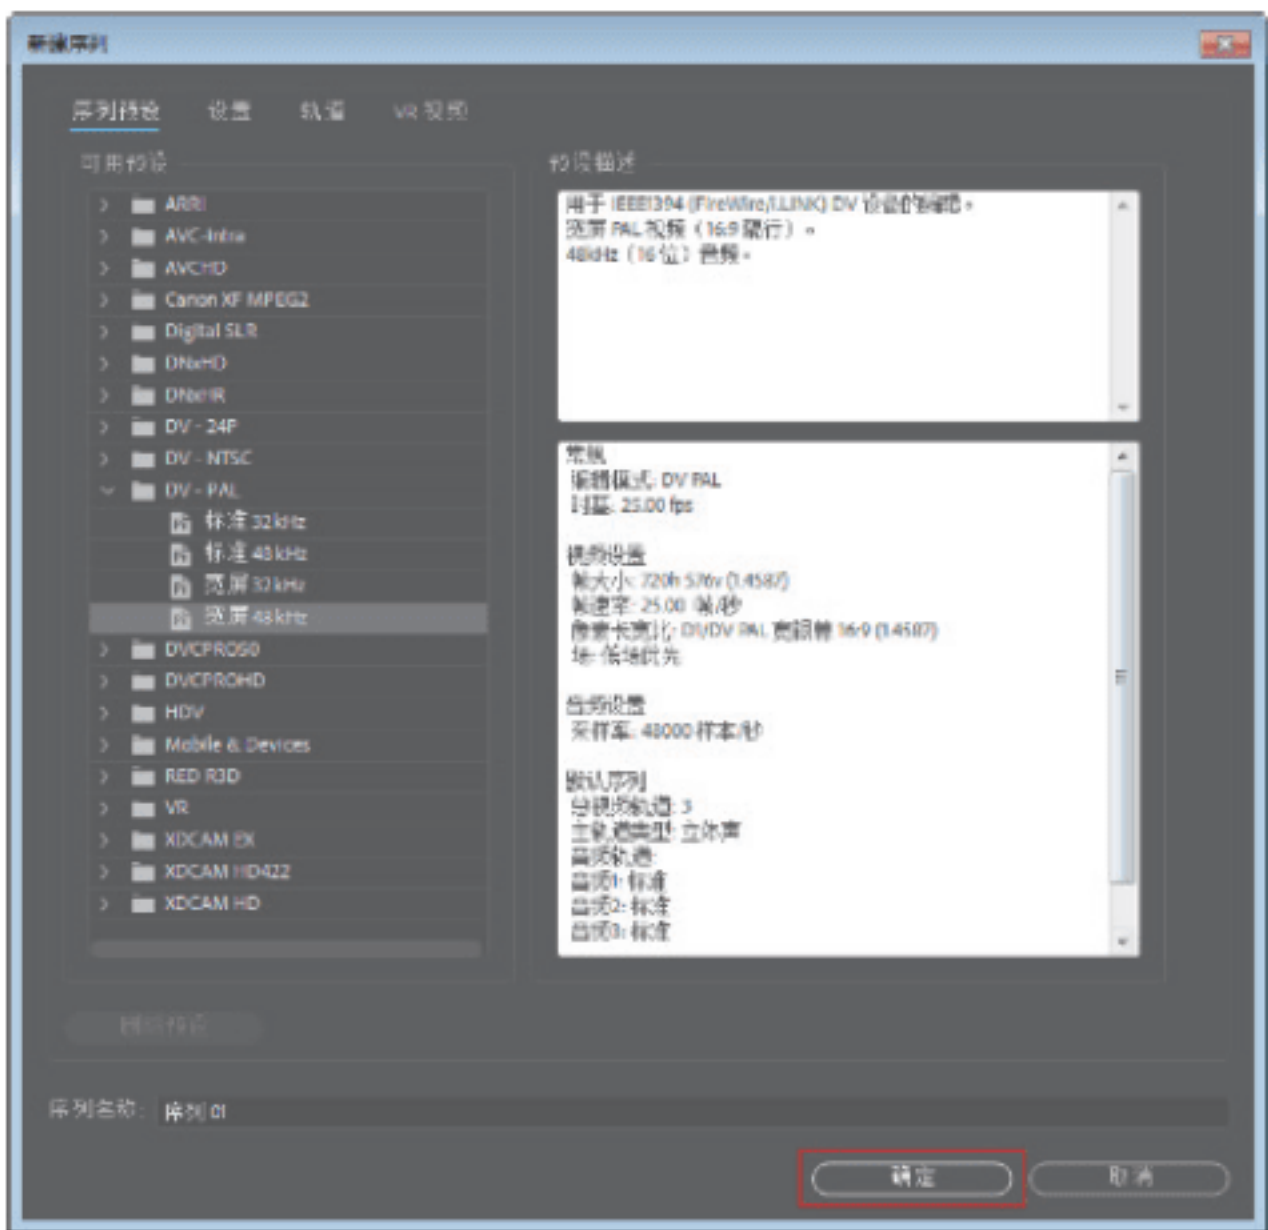 新建序列
序列预设 设置 轨道 VR 视频
可用预设
ARRI
AVC-Intra
AVCHD
Canon XF MPEG2
Digital SLR
DNxHD
DNxHR
DV - 24P
DV - NTSC
DV - PAL
标准 32kHz
标准 48kHz
宽屏 32kHz
宽屏 48kHz
DVCPRO50
DVCPROHD
HDV
Mobile & Devices
RED R3D
VR
XDCAM EX
XDCAM HD422
XDCAM HD
删除预设
预设描述
用于 IEEE1394 (FireWire/i.LINK) DV 设备的编辑。
宽屏 PAL 视频（16:9 隔行）。
48kHz（16 位）音频。
常规
编辑模式: DV PAL
时基: 25.00 fps
视频设置
帧大小: 720h 576v (1.4587)
帧速率: 25.00 帧/秒
像素长宽比: D1/DV PAL 宽银幕 16:9 (1.4587)
场: 低场优先
音频设置
采样率: 48000 样本/秒
默认序列
总视频轨道: 3
主轨道类型: 立体声
音频轨道:
音频1: 标准
音频2: 标准
音频3: 标准
序列名称: 序列 01
确定 取消